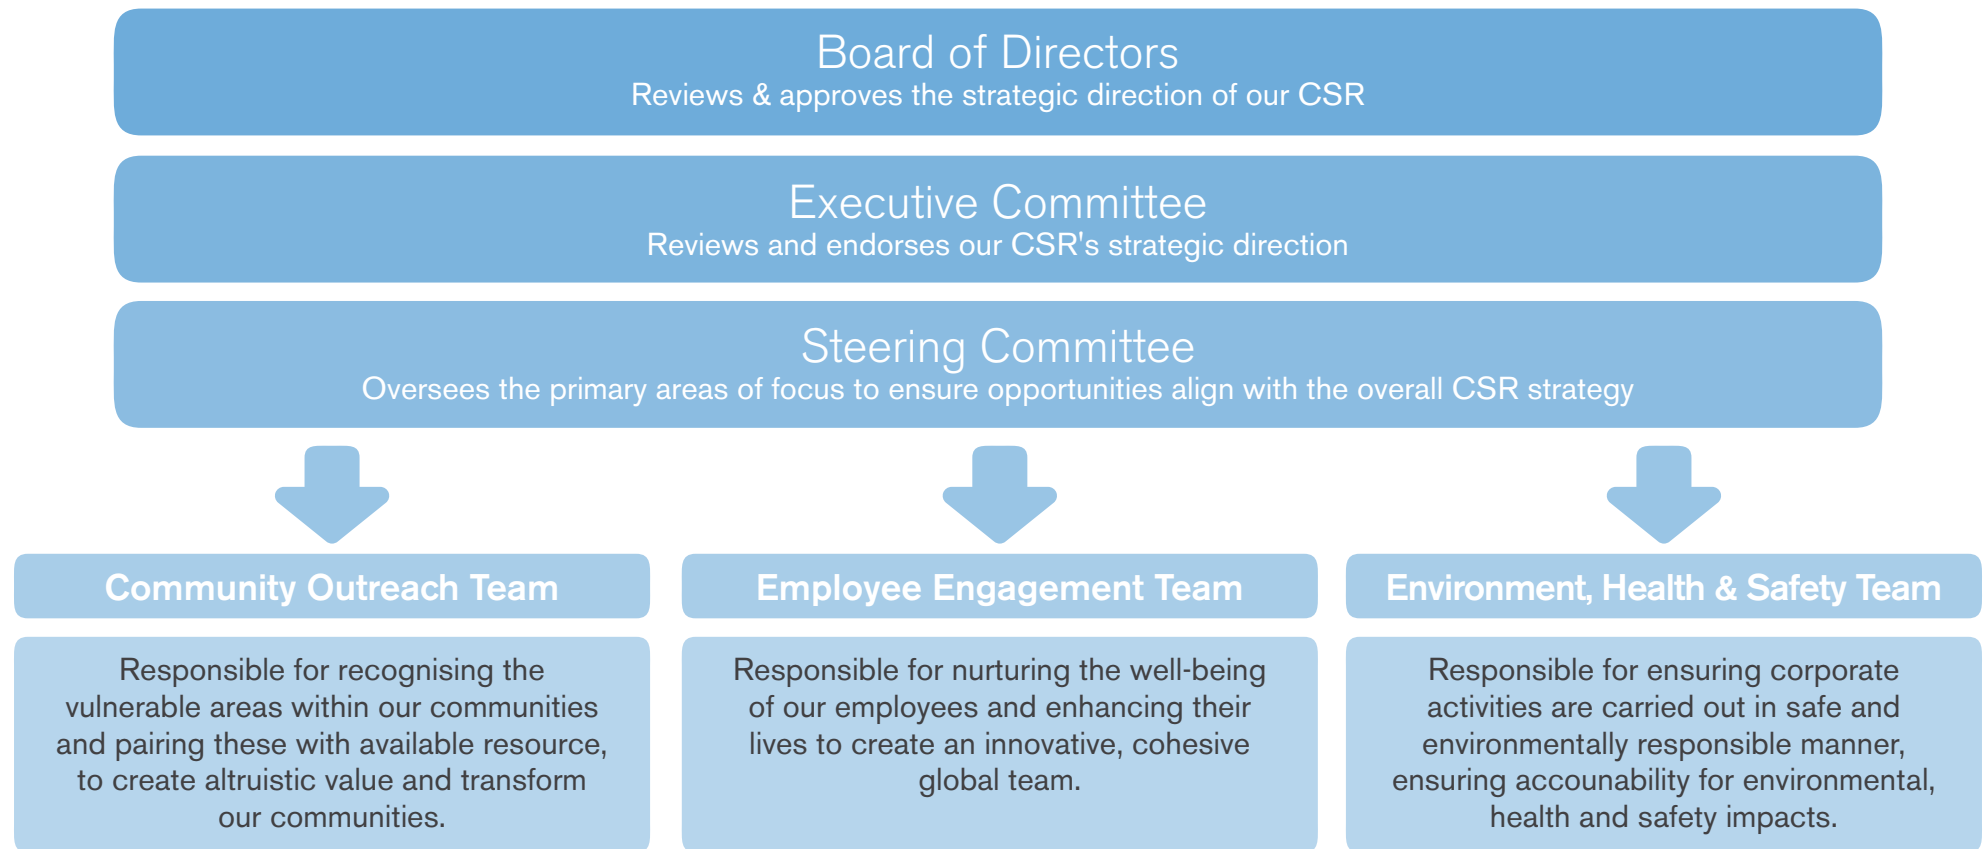 Board of Directors
Reviews & approves the strategic direction of our CSR
Executive Committee
Reviews and endorses our CSR's strategic direction
Steering Committee
Oversees the primary areas of focus to ensure opportunities align with the overall CSR strategy
Community Outreach Team
Responsible for recognising the
vulnerable areas within our communities
and pairing these with available resource,
to create altruistic value and transform
our communities.
Employee Engagement Team
Responsible for nurturing the well-being
of our employees and enhancing their
lives to create an innovative, cohesive
global team.
Environment, Health & Safety Team
Responsible for ensuring corporate
activities are carried out in safe and
environmentally responsible manner,
ensuring accounability for environmental,
health and safety impacts.